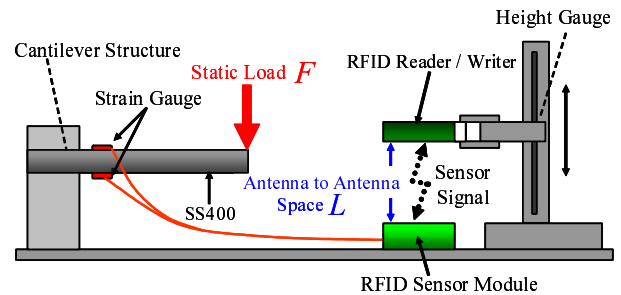 Height Gauge
Cantilever Structure
RFID Reader / Writer
Static Load F
Strain Gauge
Antenna to Antenna
Space L
Sensor
Signal
SS400
RFID Sensor Module